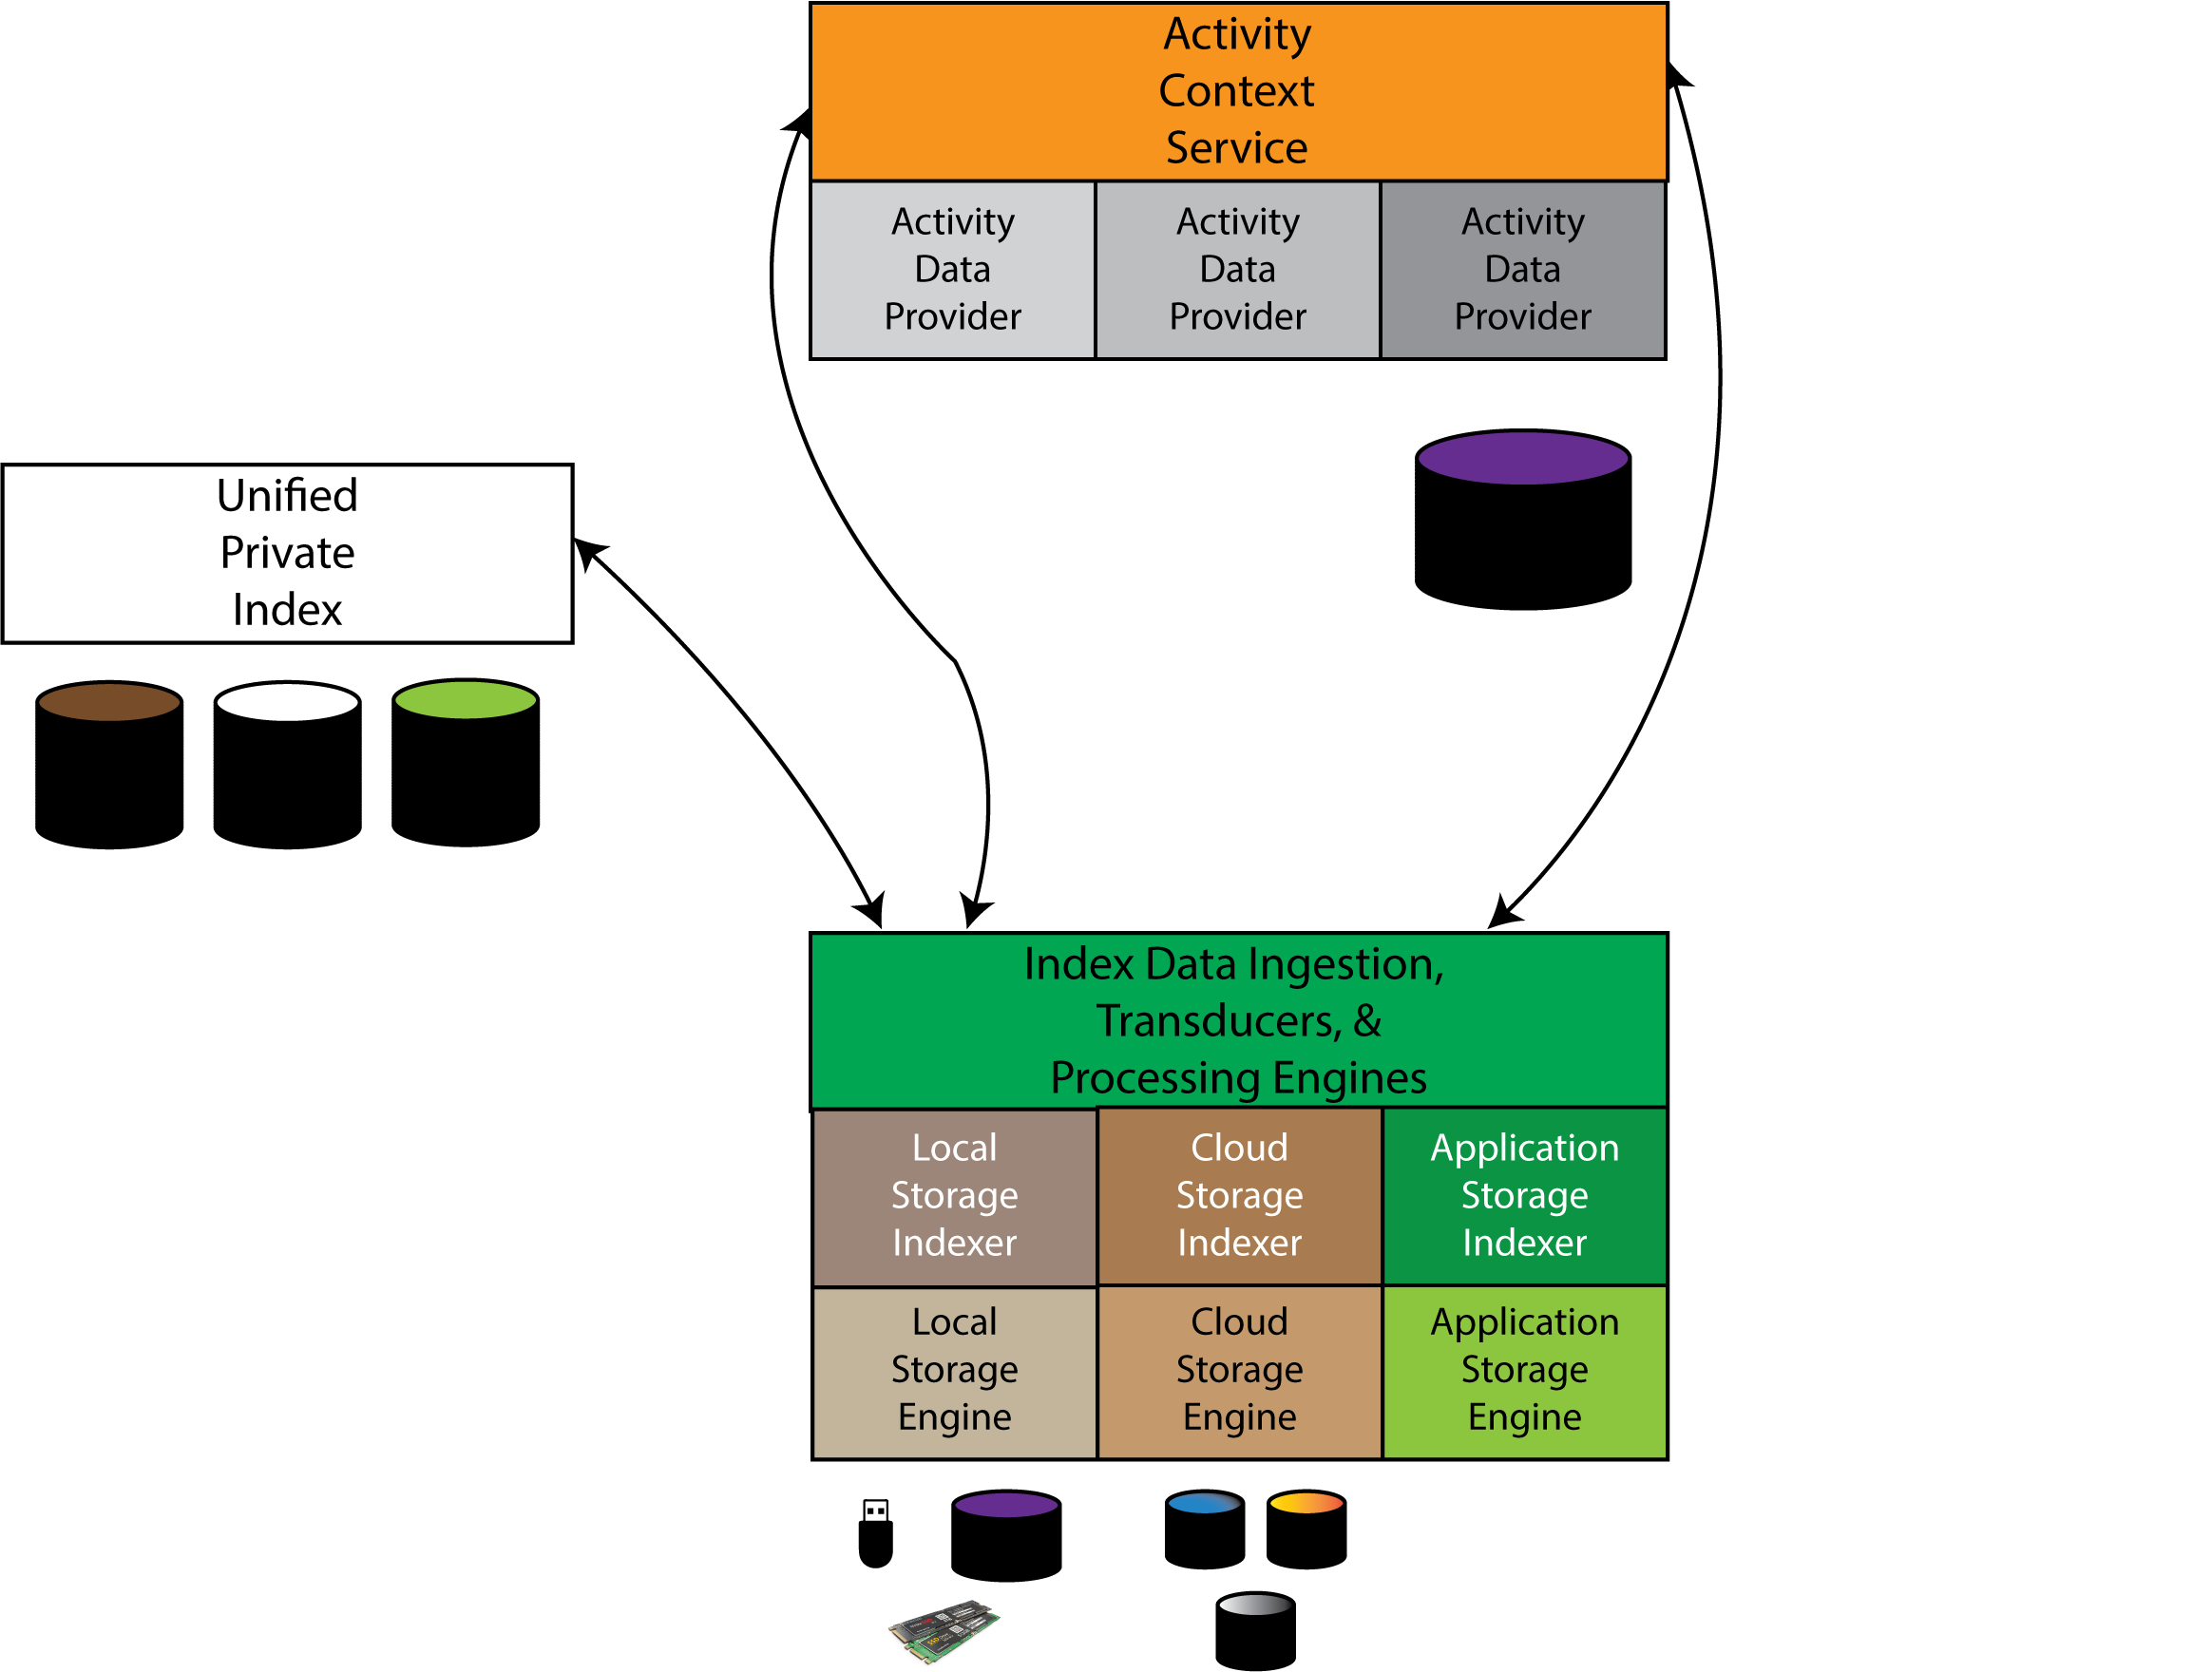 Activity
Context
Service
Activity
Data
Provider
Activity
Data
Provider
Activity
Data
Provider
Unified
Private
Index
Index Data Ingestion,
Transducers, &
Processing Engines
Local
Storage
Indexer
Cloud
Storage
Indexer
Application
Storage
Indexer
Local
Storage
Engine
Cloud
Storage
Engine
Application
Storage
Engine
SSD